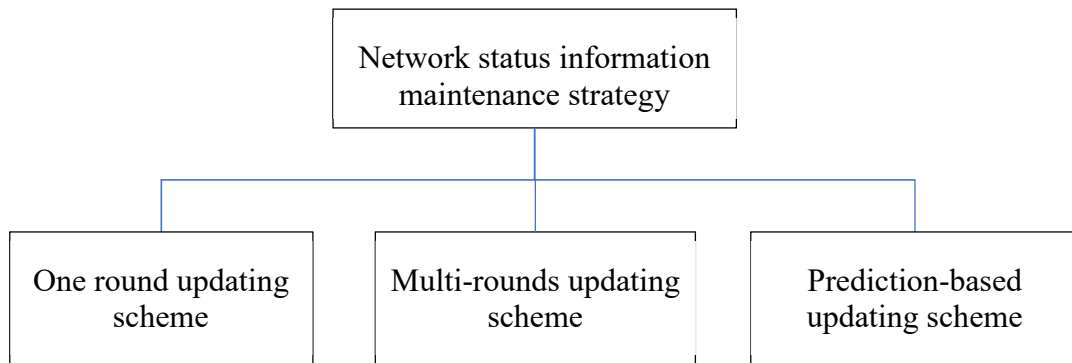 Network status information
maintenance strategy
One round updating
scheme
Multi-rounds updating
scheme
Prediction-based
updating scheme